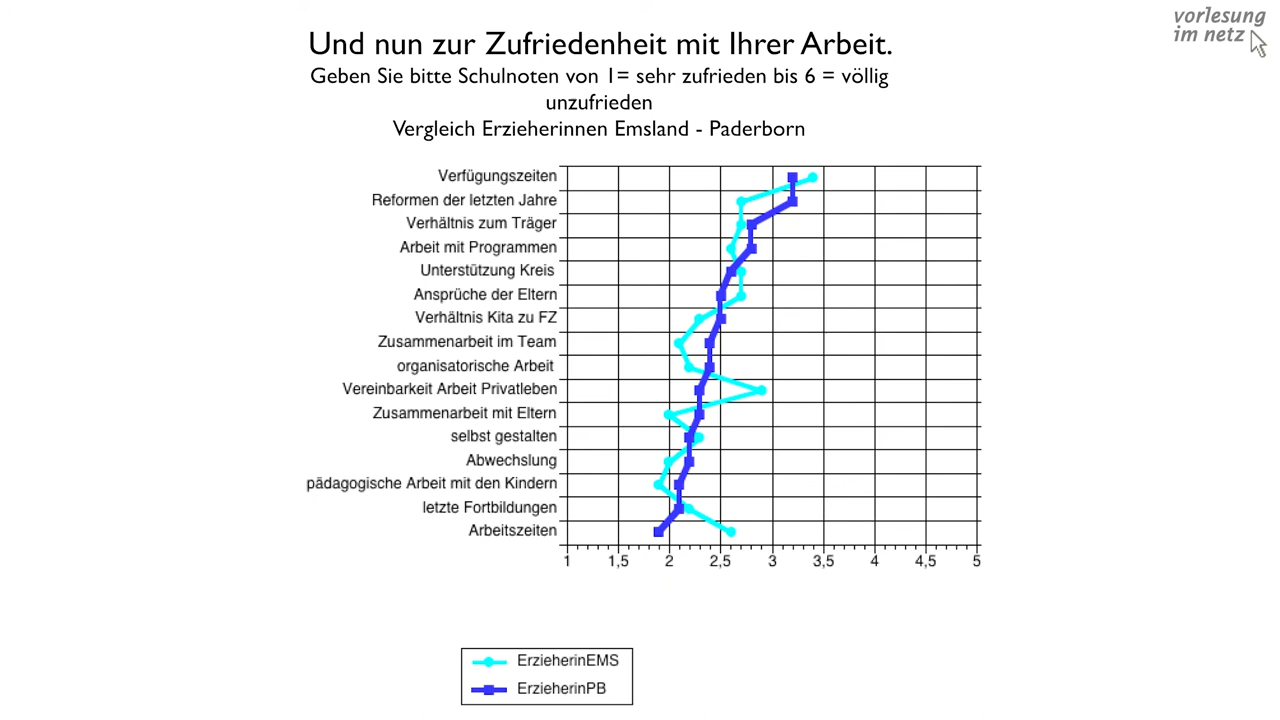 vorlesung
im netz
Und nun zur Zufriedenheit mit Ihrer Arbeit.
Geben Sie bitte Schulnoten von 1= sehr zufrieden bis 6 = völlig
unzufrieden
Vergleich Erzieherinnen Emsland - Paderborn
Verfügungszeiten
Reformen der letzten Jahre
Verhältnis zum Träger
Arbeit mit Programmen
Unterstützung Kreis
Ansprüche der Eltern
Verhältnis Kita zu FZ
Zusammenarbeit im Team
organisatorische Arbeit
Vereinbarkeit Arbeit Privatleben
Zusammenarbeit mit Eltern
selbst gestalten
Abwechslung
pädagogische Arbeit mit den Kindern
letzte Fortbildungen
Arbeitszeiten
1 1,5 2 2,5 3 3,5 4 4,5 5
ErzieherinEMS
ErzieherinPB